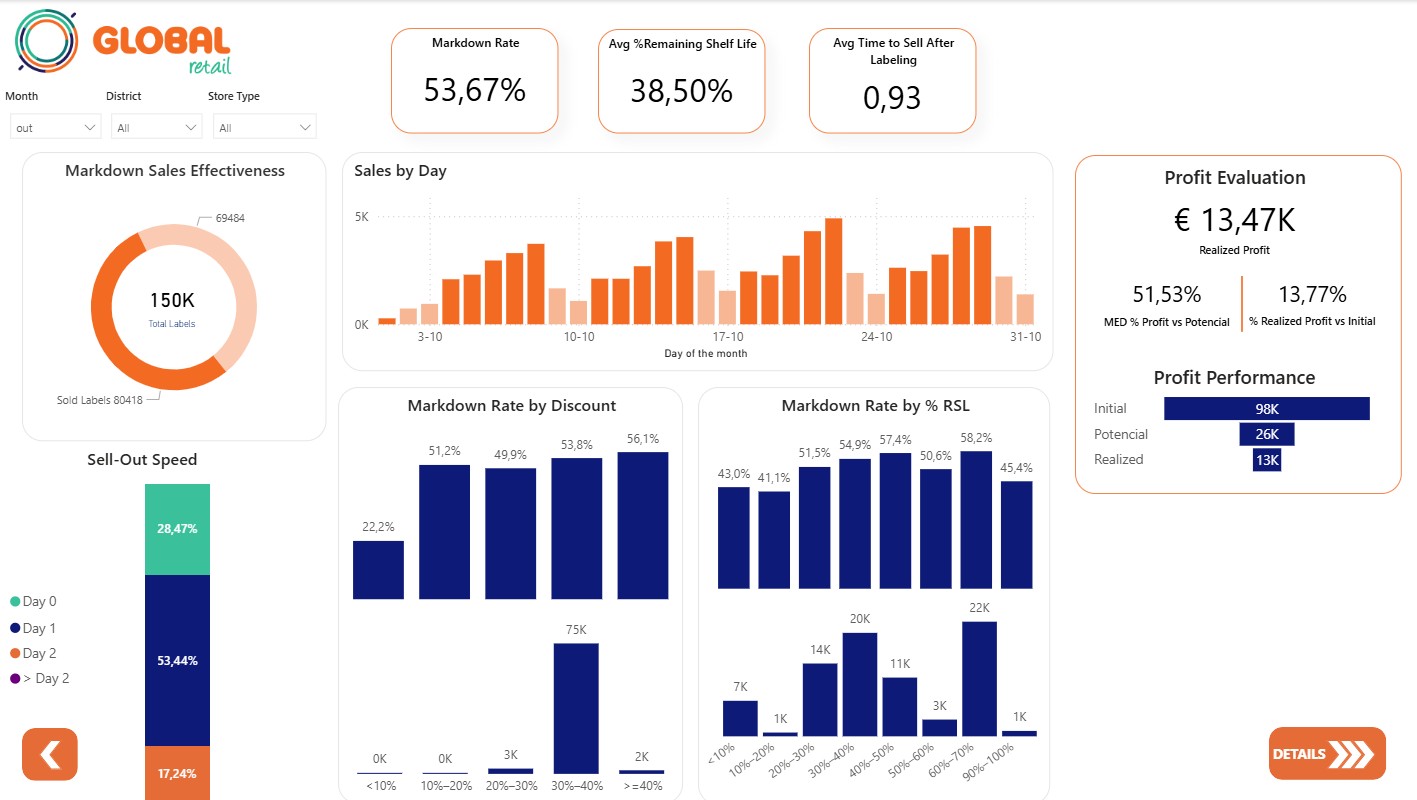 GLOBAL
retail
Month
District
Store Type
out
All
All
Markdown Rate
53,67%
Avg %Remaining Shelf Life
38,50%
Avg Time to Sell After
Labeling
0,93
Markdown Sales Effectiveness
69484
150K
Total Labels
Sold Labels 80418
Sales by Day
5K
0K
3-10
10-10
17-10
24-10
31-10
Day of the month
Profit Evaluation
€ 13,47K
Realized Profit
51,53%
MED % Profit vs Potencial
13,77%
% Realized Profit vs Initial
Profit Performance
Initial
98K
Potencial
26K
Realized
13K
Sell-Out Speed
28,47%
53,44%
17,24%
Day 0
Day 1
Day 2
> Day 2
Markdown Rate by Discount
22,2%
51,2%
49,9%
53,8%
56,1%
0K
0K
3K
75K
2K
<10%
10%–20%
20%–30%
30%–40%
>=40%
Markdown Rate by % RSL
43,0%
41,1%
51,5%
54,9%
57,4%
50,6%
58,2%
45,4%
7K
1K
14K
20K
11K
3K
22K
1K
<10%
10%–20%
20%–30%
30%–40%
40%–50%
50%–60%
60%–70%
90%–100%
DETAILS